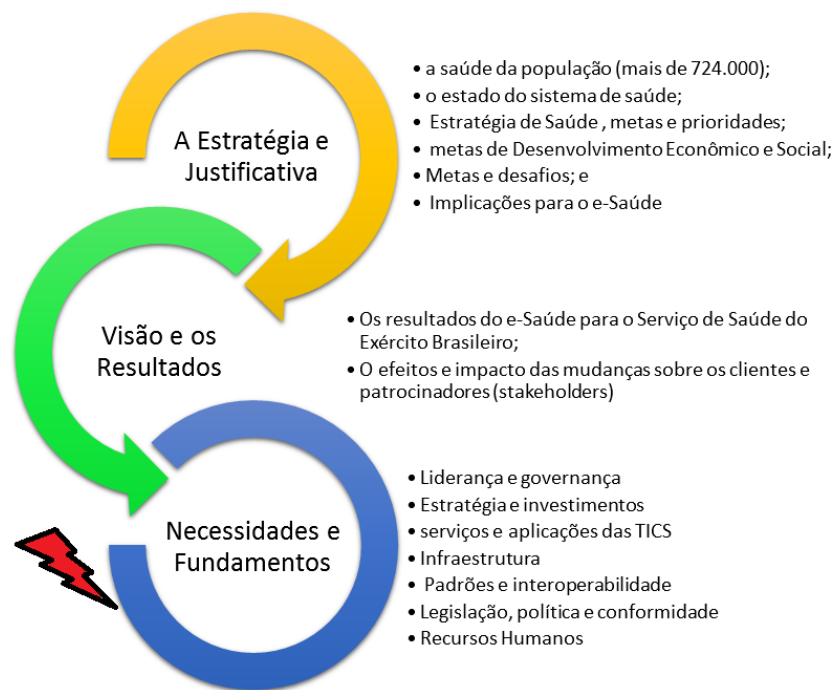 A Estratégia e
Justificativa
• a saúde da população (mais de 724.000);
• o estado do sistema de saúde;
• Estratégia de Saúde , metas e prioridades;
• metas de Desenvolvimento Econômico e Social;
• Metas e desafios; e
• Implicações para o e-Saúde
Visão e os
Resultados
• Os resultados do e-Saúde para o Serviço de Saúde do
Exército Brasileiro;
• O efeitos e impacto das mudanças sobre os clientes e
patrocinadores (stakeholders)
Necessidades e
Fundamentos
• Liderança e governança
• Estratégia e investimentos
• serviços e aplicações das TICS
• Infraestrutura
• Padrões e interoperabilidade
• Legislação, política e conformidade
• Recursos Humanos